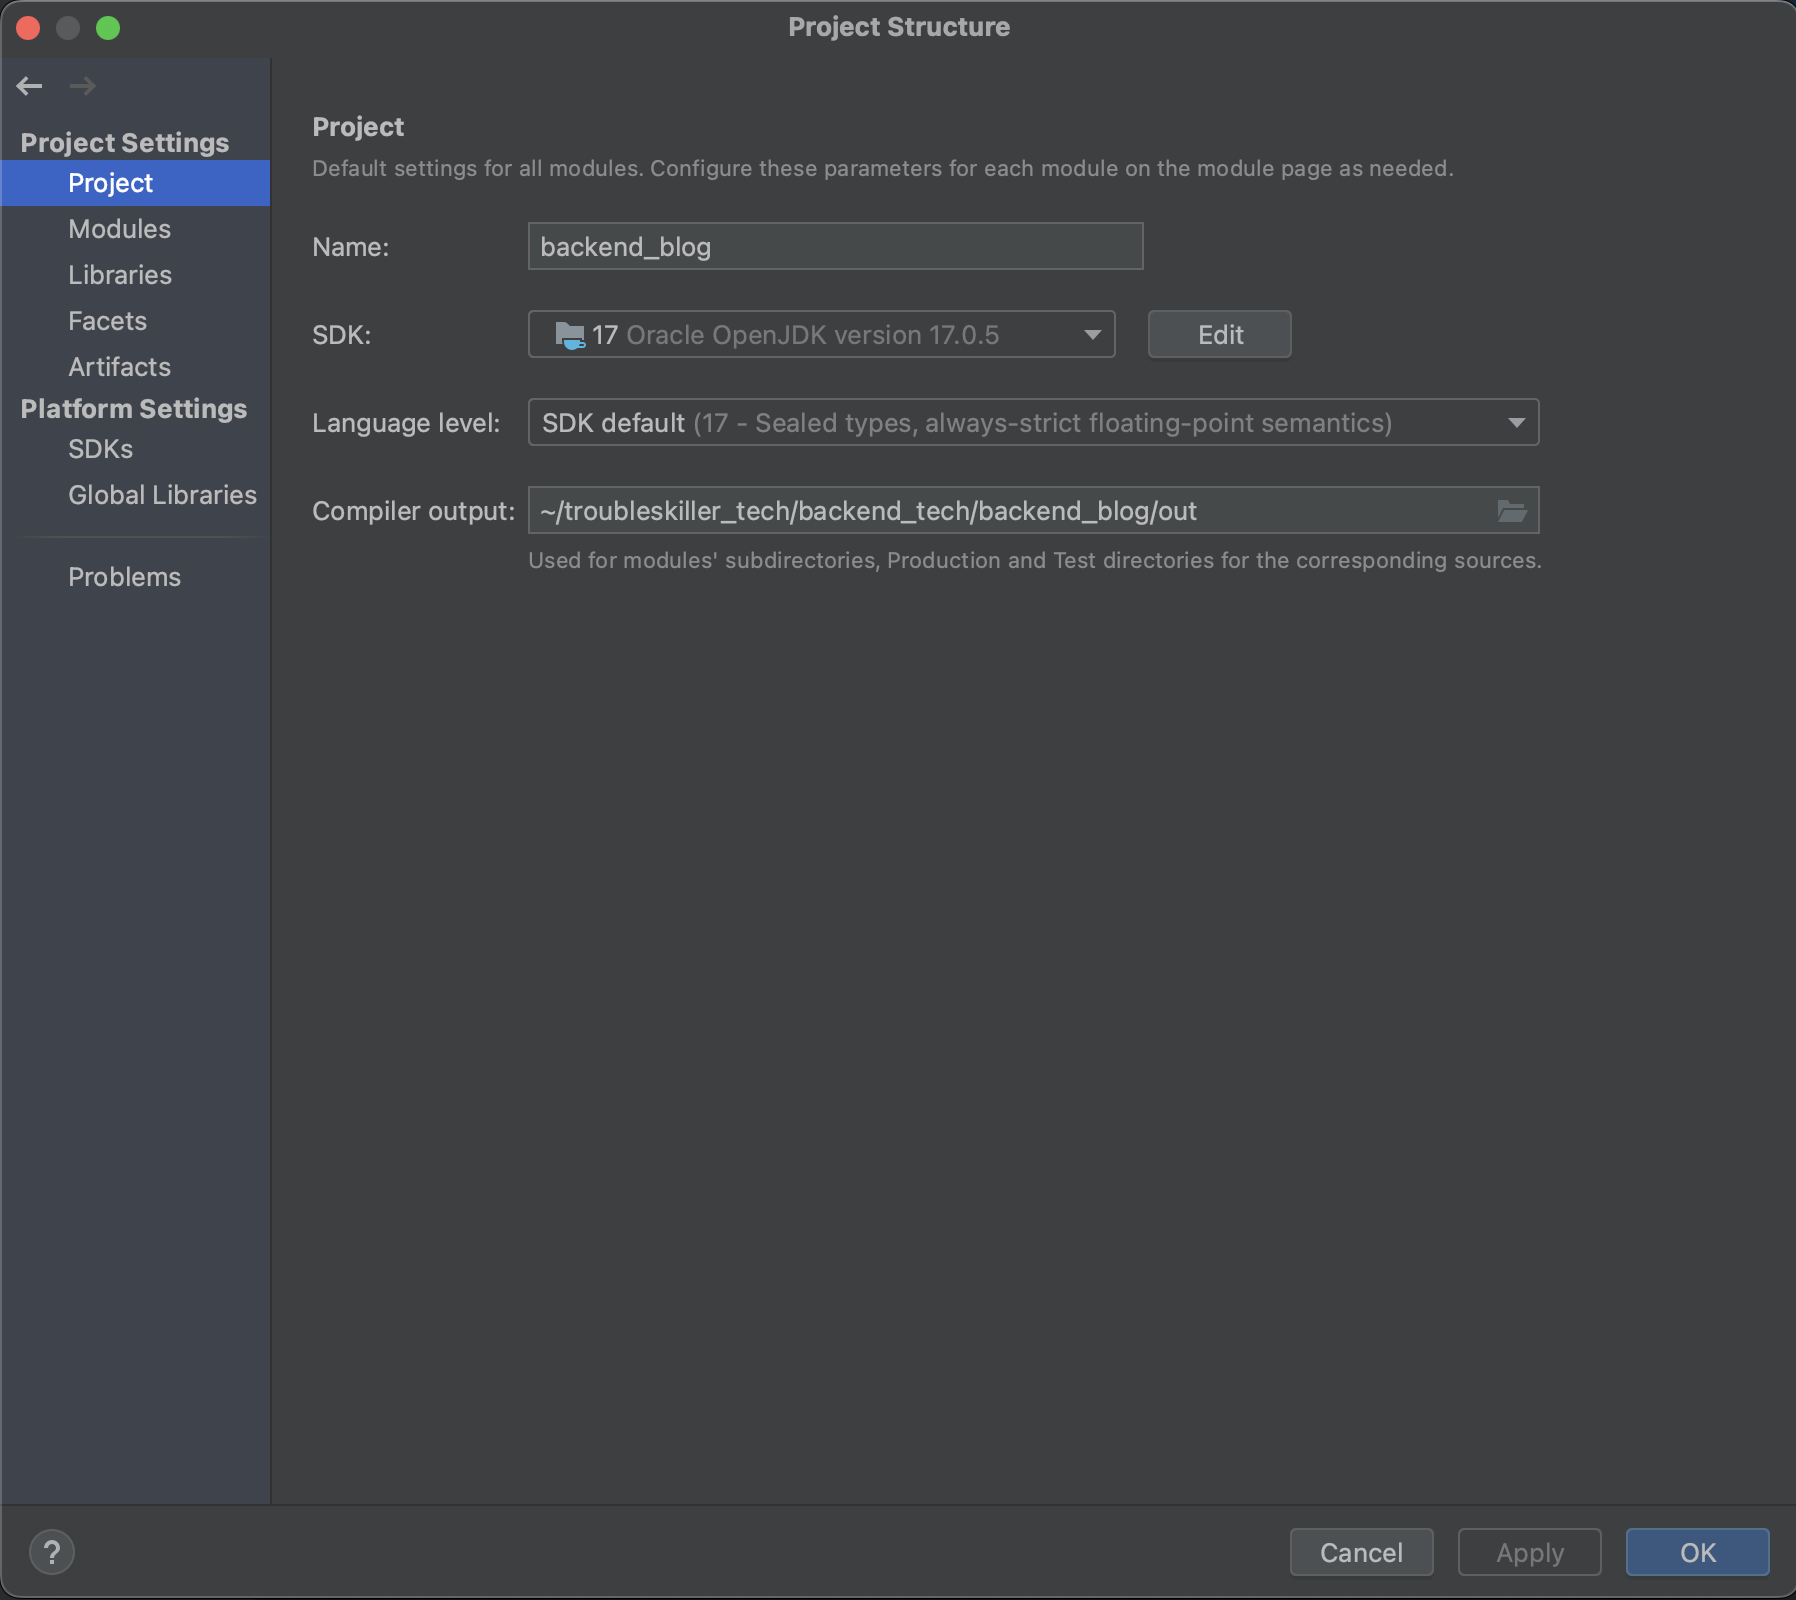 Project Structure
Project Settings
Project
Modules
Libraries
Facets
Artifacts
Platform Settings
SDKs
Global Libraries
Problems
Project
Default settings for all modules. Configure these parameters for each module on the module page as needed.
Name: backend_blog
SDK: 17 Oracle OpenJDK version 17.0.5 Edit
Language level: SDK default (17 - Sealed types, always-strict floating-point semantics)
Compiler output: ~/troubleskiller_tech/backend_tech/backend_blog/out
Used for modules' subdirectories, Production and Test directories for the corresponding sources.
? Cancel Apply OK